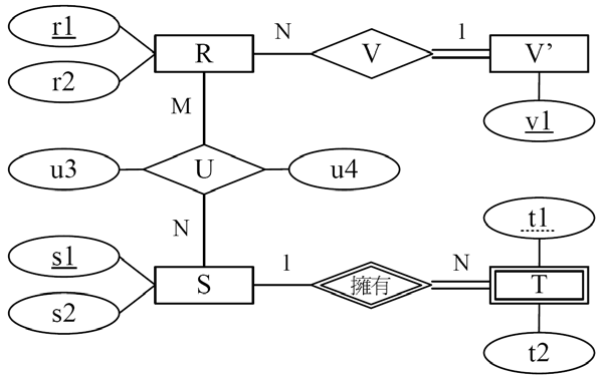 r1
N
1
R
V
V’
r2
M
v1
u3
U
u4
N
t1
s1
1
N
S
擁有
T
s2
t2